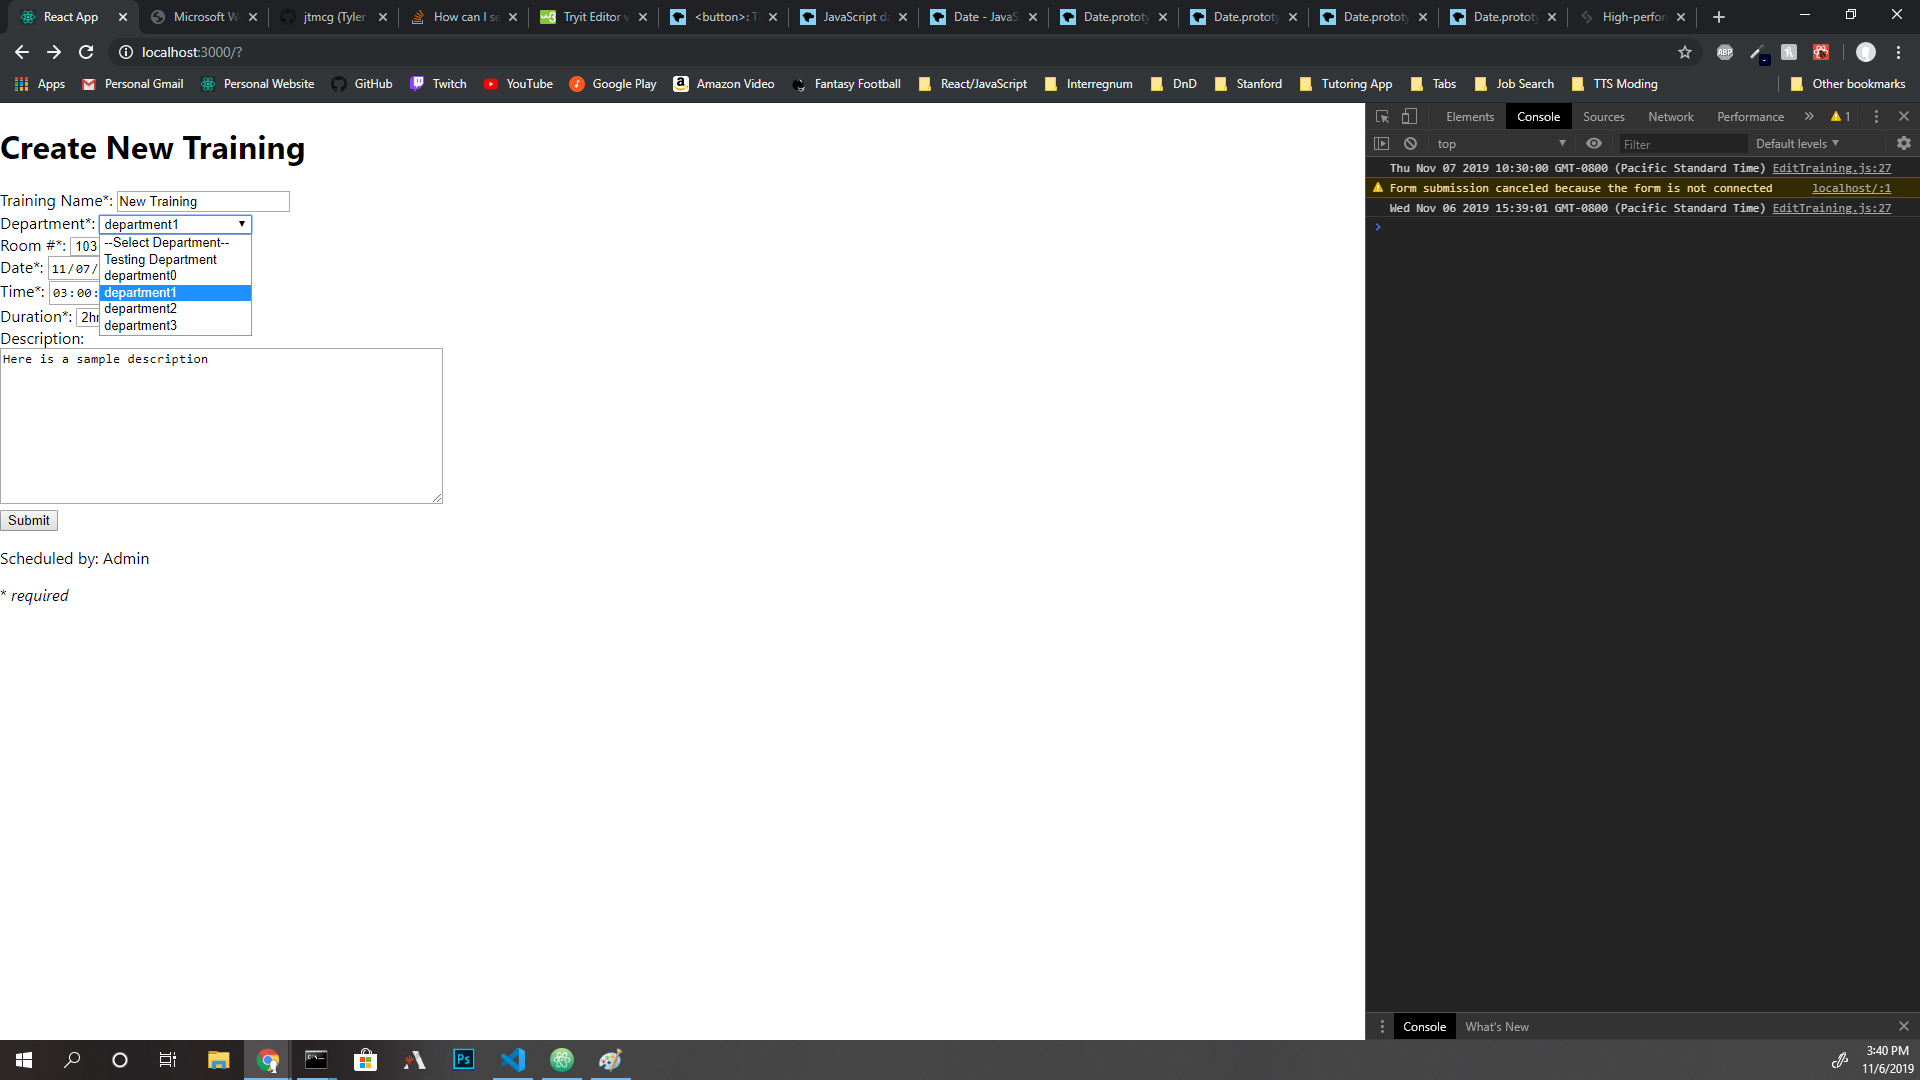 React App
Microsoft W
jtmcg (Tyler
How can I se
Tryit Editor v
<button>: T
JavaScript da
Date - JavaS
Date.prototy
Date.prototy
Date.prototy
Date.prototy
High-perfor
localhost:3000/?
ABP
Apps
Personal Gmail
Personal Website
GitHub
Twitch
YouTube
Google Play
Amazon Video
Fantasy Football
React/JavaScript
Interregnum
DnD
Stanford
Tutoring App
Tabs
Job Search
TTS Moding
Other bookmarks
Create New Training
Training Name*: New Training
Department*: department1
--Select Department--
Testing Department
department0
department1
department2
department3
Room #*: 103
Date*: 11/07/
Time*: 03:00:
Duration*: 2hr
Description:
Here is a sample description
Submit
Scheduled by: Admin
* required
Elements Console Sources Network Performance » 1
top Filter Default levels
Thu Nov 07 2019 10:30:00 GMT-0800 (Pacific Standard Time) EditTraining.js:27
Form submission canceled because the form is not connected localhost/:1
Wed Nov 06 2019 15:39:01 GMT-0800 (Pacific Standard Time) EditTraining.js:27
Console What's New
Ps
3:40 PM
11/6/2019